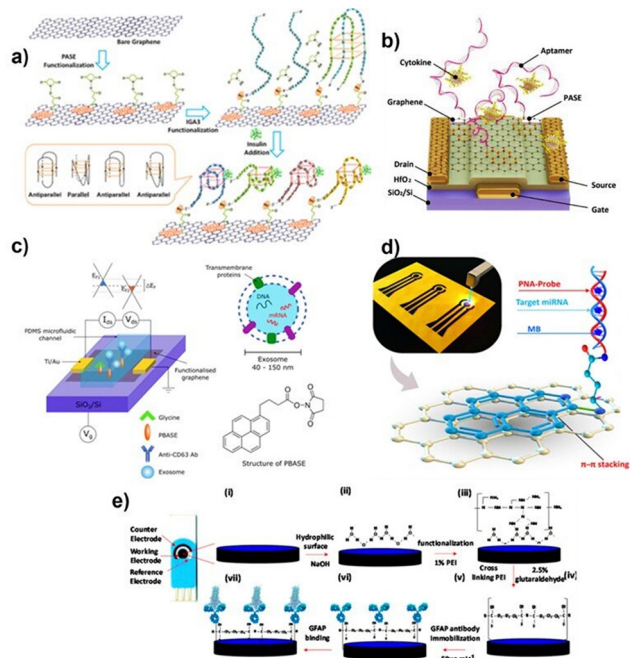 a)
Bare Graphene
PASE
Functionalization
IGA3
Functionalization
Insulin
Addition
Antiparallel
Parallel
Antiparallel
Antiparallel
b)
Cytokine
Aptamer
Graphene
PASE
Drain
HfO₂
SiO₂/Si
Source
Gate
c)
PDMS microfluidic
channel
Ti/Au
Functionalised
graphene
SiO₂/Si
Glycine
PBASE
Anti-CD63 Ab
Exosome
Transmembrane
proteins
DNA
mRNA
Exosome
40 - 150 nm
Structure of PBASE
d)
PNA-Probe
Target miRNA
MB
π–π stacking
e)
Counter
Electrode
Working
Electrode
Reference
Electrode
(i)
Hydrophilic
surface
NaOH
(ii)
functionalization
1% PEI
(iii)
Cross
linking PEI
2.5%
glutaraldehyde
(iv)
(v)
GFAP antibody
immobilization
(vi)
GFAP
binding
(vii)